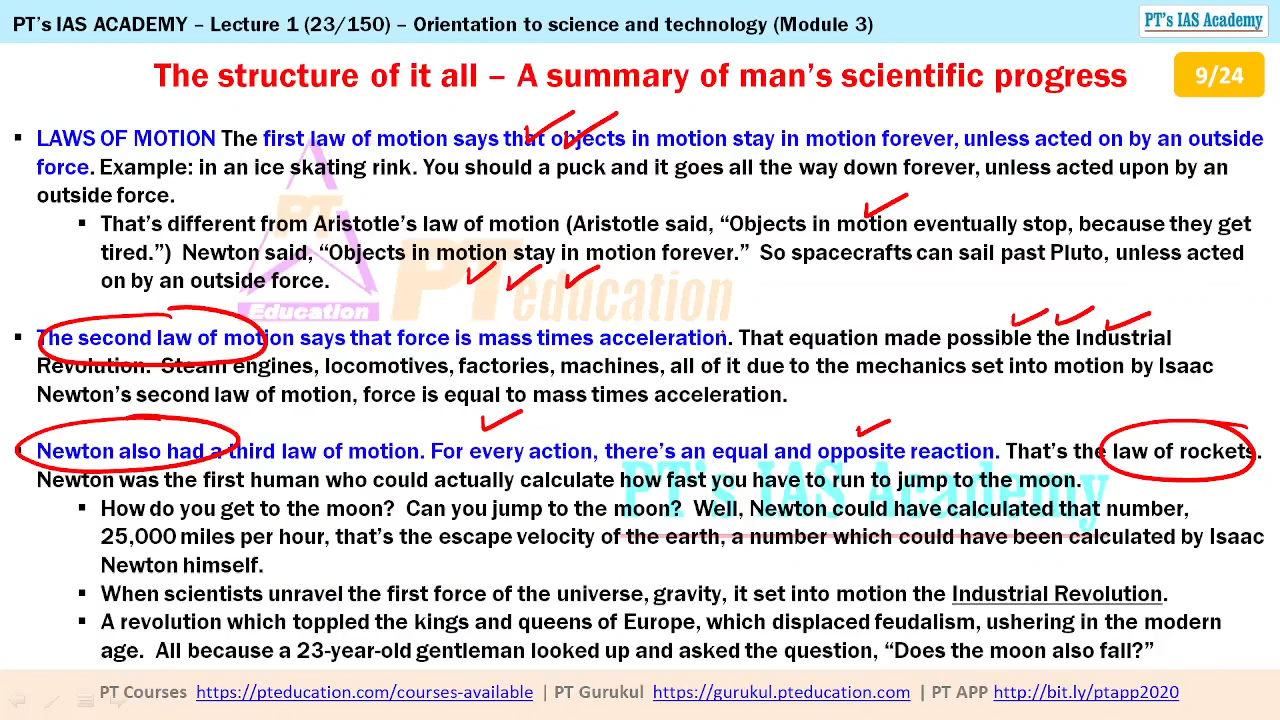 PT's IAS ACADEMY – Lecture 1 (23/150) – Orientation to science and technology (Module 3)
PT's IAS Academy
The structure of it all – A summary of man's scientific progress
9/24
▪ LAWS OF MOTION The first law of motion says that objects in motion stay in motion forever, unless acted on by an outside
force. Example: in an ice skating rink. You should a puck and it goes all the way down forever, unless acted upon by an
outside force.
▪ That's different from Aristotle's law of motion (Aristotle said, “Objects in motion eventually stop, because they get
tired.”) Newton said, “Objects in motion stay in motion forever.” So spacecrafts can sail past Pluto, unless acted
on by an outside force.
▪ The second law of motion says that force is mass times acceleration. That equation made possible the Industrial
Revolution. Steam engines, locomotives, factories, machines, all of it due to the mechanics set into motion by Isaac
Newton's second law of motion, force is equal to mass times acceleration.
▪ Newton also had a third law of motion. For every action, there's an equal and opposite reaction. That's the law of rockets.
Newton was the first human who could actually calculate how fast you have to run to jump to the moon.
▪ How do you get to the moon? Can you jump to the moon? Well, Newton could have calculated that number,
25,000 miles per hour, that's the escape velocity of the earth, a number which could have been calculated by Isaac
Newton himself.
▪ When scientists unravel the first force of the universe, gravity, it set into motion the Industrial Revolution.
▪ A revolution which toppled the kings and queens of Europe, which displaced feudalism, ushering in the modern
age. All because a 23-year-old gentleman looked up and asked the question, “Does the moon also fall?”
PT
Education
PT education
PT's IAS Academy
PT Courses https://pteducation.com/courses-available | PT Gurukul https://gurukul.pteducation.com | PT APP http://bit.ly/ptapp2020